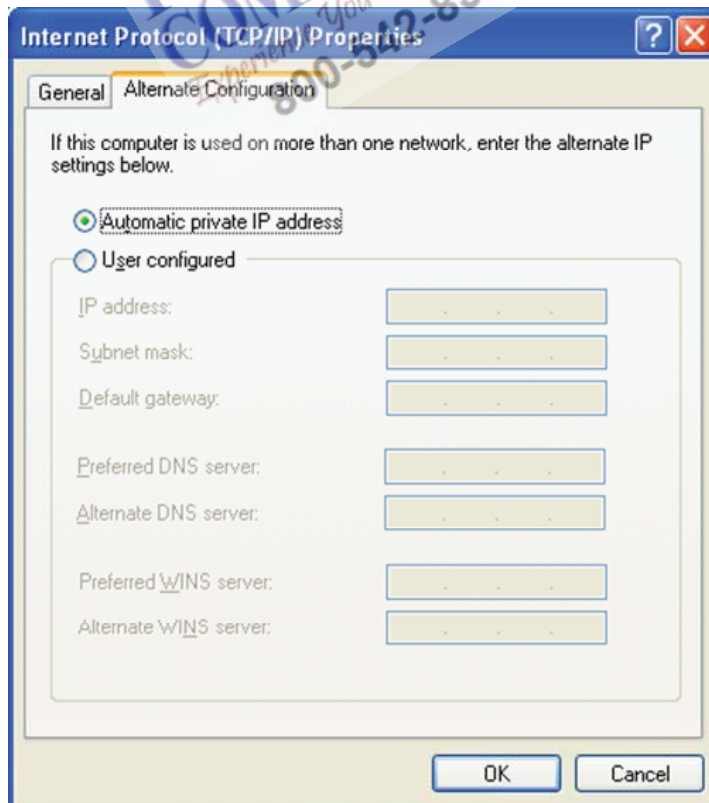 Internet Protocol (TCP/IP) Properties
General
Alternate Configuration
If this computer is used on more than one network, enter the alternate IP
settings below.
Automatic private IP address
User configured
IP address:
Subnet mask:
Default gateway:
Preferred DNS server:
Alternate DNS server:
Preferred WINS server:
Alternate WINS server:
OK
Cancel